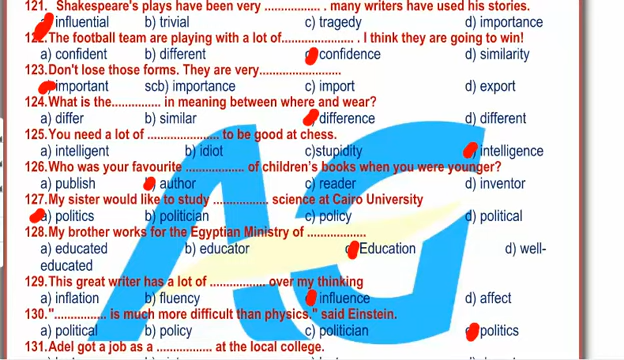 121. Shakespeare's plays have been very ............... . many writers have used his stories.
influential b) trivial c) tragedy d) importance
122.The football team are playing with a lot of.................... . I think they are going to win!
a) confident b) different c) confidence d) similarity
123.Don't lose those forms. They are very.......................
a) important scb) importance c) import d) export
124.What is the............... in meaning between where and wear?
a) differ b) similar c) difference d) different
125.You need a lot of ..................... to be good at chess.
a) intelligent b) idiot c)stupidity intelligence
126.Who was your favourite ................. of children's books when you were younger?
a) publish b) author c) reader d) inventor
127.My sister would like to study ................ science at Cairo University
a) politics b) politician c) policy d) political
128.My brother works for the Egyptian Ministry of .................
a) educated b) educator c) Education d) well-
educated
129.This great writer has a lot of ................ over my thinking
a) inflation b) fluency influence d) affect
130."............... is much more difficult than physics." said Einstein.
a) political b) policy c) politician politics
131.Adel got a job as a ................ at the local college.
AG